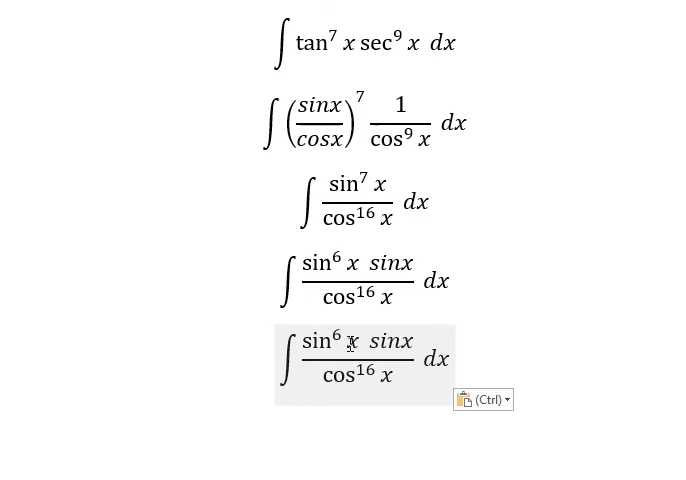 ∫ tan⁷ x sec⁹ x dx
∫ (sinx/cosx)⁷ 1/cos⁹ x dx
∫ sin⁷ x/cos¹⁶ x dx
∫ sin⁶ x sinx/cos¹⁶ x dx
∫ sin⁶ x sinx/cos¹⁶ x dx
(Ctrl)